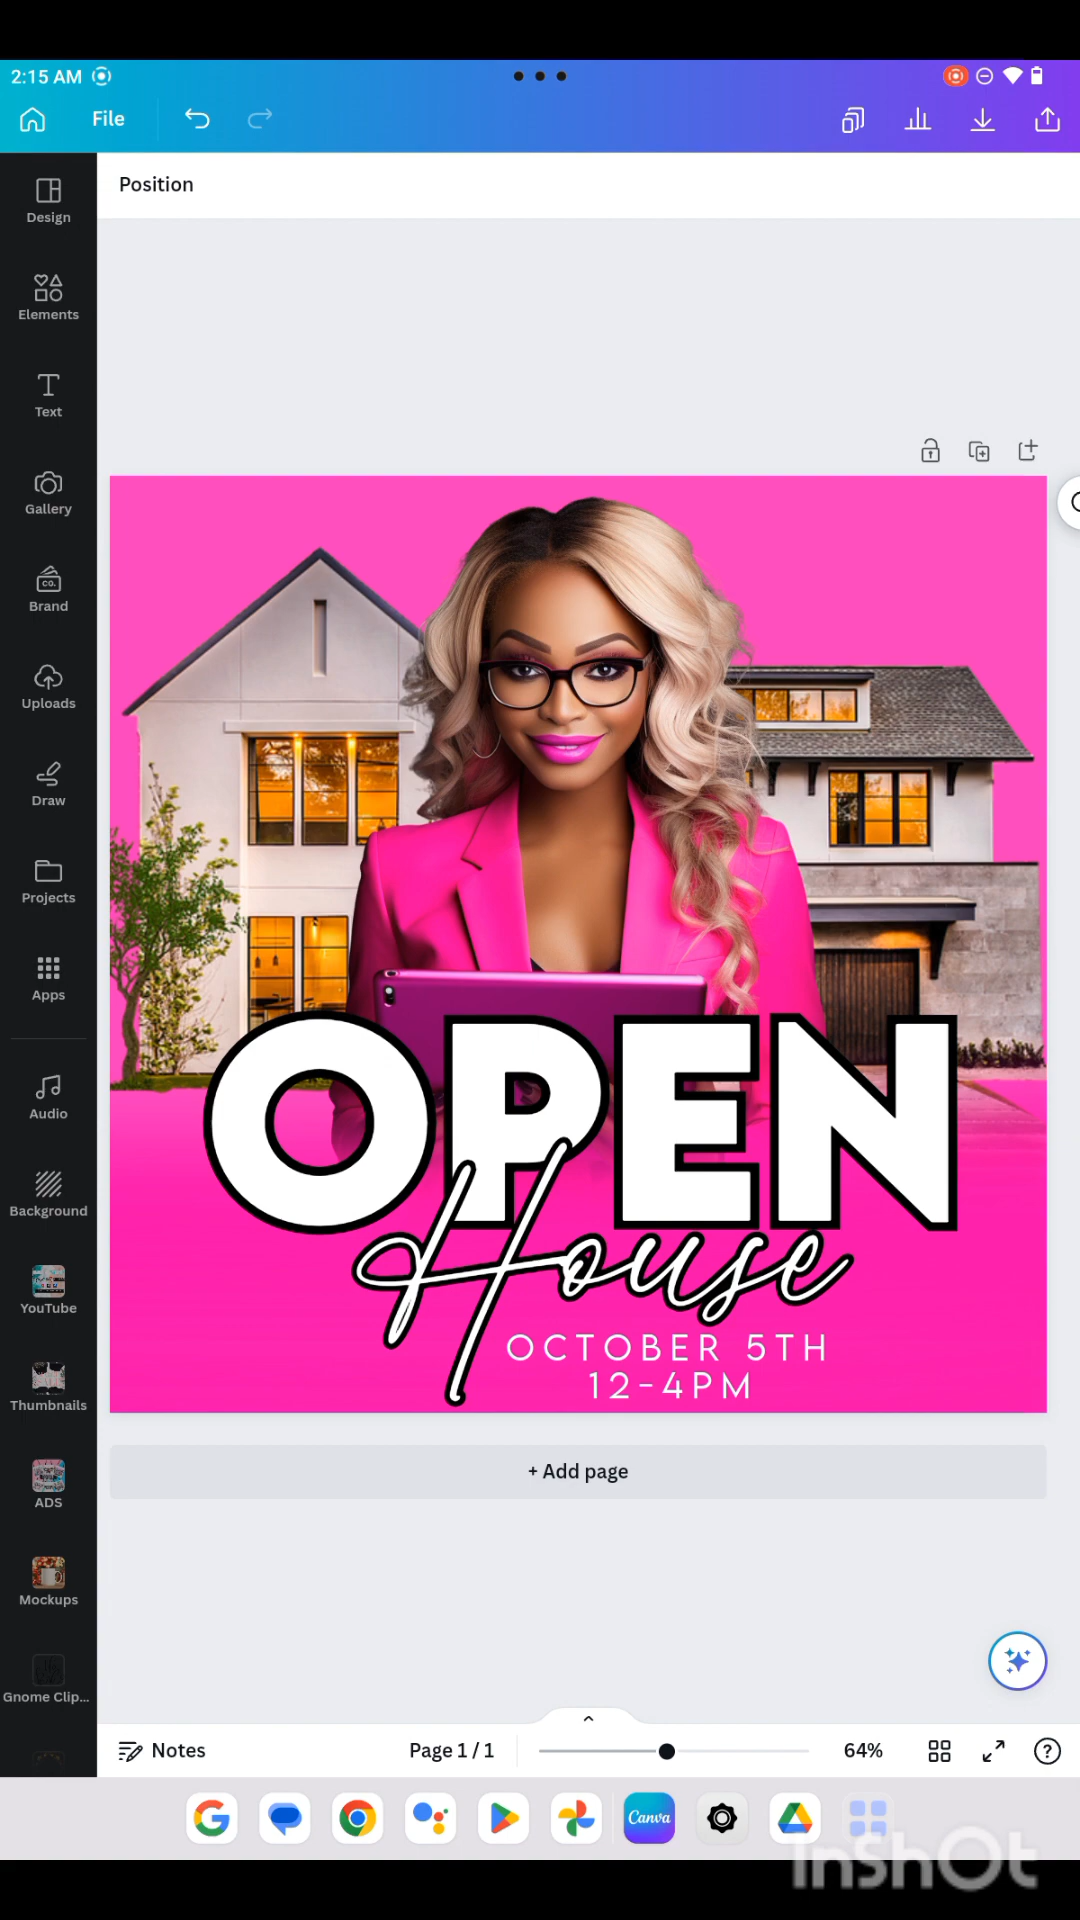 2:15 AM
File
Position
Design
Elements
Text
Gallery
CO.
Brand
Uploads
Draw
Projects
Apps
Audio
Background
YouTube
Thumbnails
ADS
Mockups
Gnome Clip...
OPEN
House
OCTOBER 5TH
12-4PM
+ Add page
Notes
Page 1 / 1
64%
Canva
InShOt